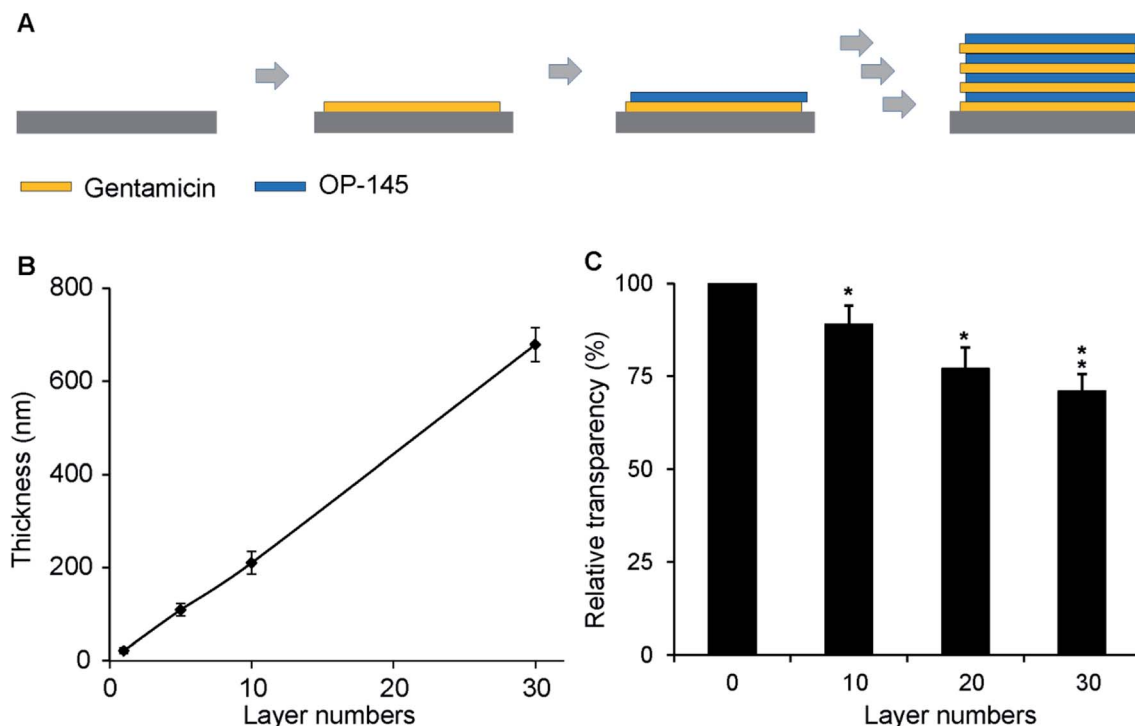 A
Gentamicin
OP-145
B
800
600
400
200
0
Thickness (nm)
0
10
20
30
Layer numbers
C
100
75
50
25
0
Relative transparency (%)
*
*
*
*
0
10
20
30
Layer numbers